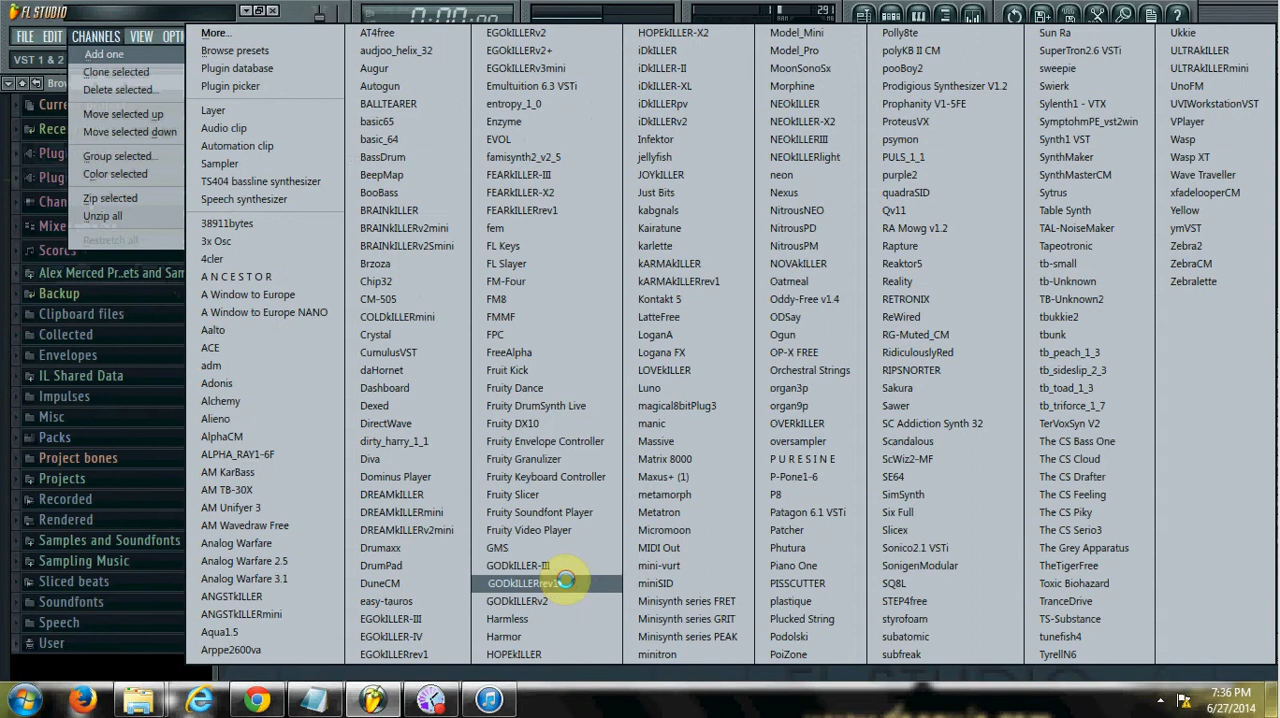 FL STUDIO
0:00:00
291
FILE EDIT CHANNELS VIEW OPTI
VST 1 & 2
Add one
Clone selected
Delete selected...
Move selected up
Move selected down
Group selected...
Color selected
Zip selected
Unzip all
Restretch all
Brow
Curre
Rece
Plug
Plug
Chan
Mixe
Scores
Alex Merced Pr..ets and Sam
Backup
Clipboard files
Collected
Envelopes
IL Shared Data
Impulses
Misc
Packs
Project bones
Projects
Recorded
Rendered
Samples and Soundfonts
Sampling Music
Sliced beats
Soundfonts
Speech
User
More...
Browse presets
Plugin database
Plugin picker
Layer
Audio clip
Automation clip
Sampler
TS404 bassline synthesizer
Speech synthesizer
38911bytes
3x Osc
4cler
A N C E S T O R
A Window to Europe
A Window to Europe NANO
Aalto
ACE
adm
Adonis
Alchemy
Alieno
AlphaCM
ALPHA_RAY1-6F
AM KarBass
AM TB-30X
AM Unifyer 3
AM Wavedraw Free
Analog Warfare
Analog Warfare 2.5
Analog Warfare 3.1
ANGSTkILLER
ANGSTkILLERmini
Aqua1.5
Arppe2600va
AT4free
audjoo_helix_32
Augur
Autogun
BALLTEARER
basic65
basic_64
BassDrum
BeepMap
BooBass
BRAINkILLER
BRAINkILLERv2mini
BRAINkILLERv2Smini
Brzoza
Chip32
CM-505
COLDkILLERmini
Crystal
CumulusVST
daHornet
Dashboard
Dexed
DirectWave
dirty_harry_1_1
Diva
Dominus Player
DREAMkILLER
DREAMkILLERmini
DREAMkILLERv2mini
Drumaxx
DrumPad
DuneCM
easy-tauros
EGOkILLER-III
EGOkILLER-IV
EGOkILLERrev1
EGOkILLERv2
EGOkILLERv2+
EGOkILLERv3mini
Emultuition 6.3 VSTi
entropy_1_0
Enzyme
EVOL
famisynth2_v2_5
FEARkILLER-III
FEARkILLER-X2
FEARkILLERrev1
fem
FL Keys
FL Slayer
FM-Four
FM8
FMMF
FPC
FreeAlpha
Fruit Kick
Fruity Dance
Fruity DrumSynth Live
Fruity DX10
Fruity Envelope Controller
Fruity Granulizer
Fruity Keyboard Controller
Fruity Slicer
Fruity Soundfont Player
Fruity Video Player
GMS
GODkILLER-III
GODkILLERrev1
GODkILLERv2
Harmless
Harmor
HOPEkILLER
HOPEkILLER-X2
iDkILLER
iDkILLER-II
iDkILLER-XL
iDkILLERpv
iDkILLERv2
Infektor
jellyfish
JOYkILLER
Just Bits
kabgnals
Kairatune
karlette
kARMAkILLER
kARMAkILLERrev1
Kontakt 5
LatteFree
LoganA
Logana FX
LOVEkILLER
Luno
magical8bitPlug3
manic
Massive
Matrix 8000
Maxus+ (1)
metamorph
Metatron
Micromoon
MIDI Out
mini-vurt
miniSID
Minisynth series FRET
Minisynth series GRIT
Minisynth series PEAK
minitron
Model_Mini
Model_Pro
MoonSonoSx
Morphine
NEOkILLER
NEOkILLER-X2
NEOkILLERIII
NEOkILLERlight
neon
Nexus
NitrousNEO
NitrousPD
NitrousPM
NOVAkILLER
Oatmeal
Oddy-Free v1.4
ODSay
Ogun
OP-X FREE
Orchestral Strings
organ3p
organ9p
OVERkILLER
oversampler
P U R E S I N E
P-Pone1-6
P8
Patagon 6.1 VSTi
Patcher
Phutura
Piano One
PISSCUTTER
plastique
Plucked String
Podolski
PoiZone
Polly8te
polyKB II CM
pooBoy2
Prodigious Synthesizer V1.2
Prophanity V1-5FE
ProteusVX
psymon
PULS_1_1
purple2
quadraSID
Qv11
RA Mowg v1.2
Rapture
Reaktor5
Reality
RETRONIX
ReWired
RG-Muted_CM
RidiculouslyRed
RIPSNORTER
Sakura
Sawer
SC Addiction Synth 32
Scandalous
ScWiz2-MF
SE64
SimSynth
Six Full
Slicex
Sonico2.1 VSTi
SonigenModular
SQ8L
STEP4free
styrofoam
subatomic
subfreak
Sun Ra
SuperTron2.6 VSTi
sweepie
Swierk
Sylenth1 - VTX
SymptohmPE_vst2win
Synth1 VST
SynthMaker
SynthMasterCM
Sytrus
Table Synth
TAL-NoiseMaker
Tapeotronic
tb-small
tb-Unknown
TB-Unknown2
tbukkie2
tbunk
tb_peach_1_3
tb_sideslip_2_3
tb_toad_1_3
tb_triforce_1_7
TerVoxSyn V2
The CS Bass One
The CS Cloud
The CS Drafter
The CS Feeling
The CS Piky
The CS Serio3
The Grey Apparatus
TheTigerFree
Toxic Biohazard
TranceDrive
TS-Substance
tunefish4
TyrellN6
Ukkie
ULTRAkILLER
ULTRAkILLERmini
UnoFM
UVIWorkstationVST
VPlayer
Wasp
Wasp XT
Wave Traveller
xfadelooperCM
Yellow
ymVST
Zebra2
ZebraCM
Zebralette
7:36 PM
6/27/2014